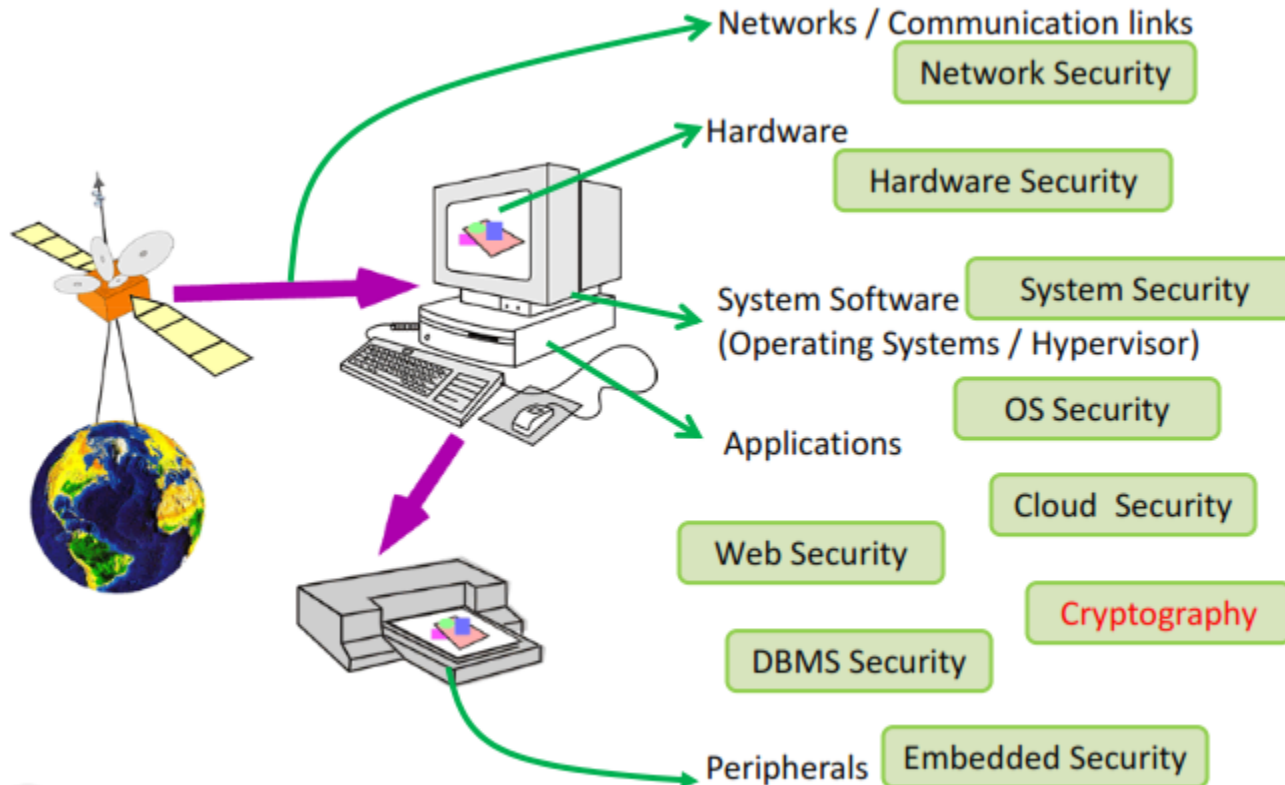 Networks / Communication links
Network Security
Hardware
Hardware Security
System Software
System Security
(Operating Systems / Hypervisor)
OS Security
Applications
Cloud Security
Web Security
Cryptography
DBMS Security
Peripherals
Embedded Security